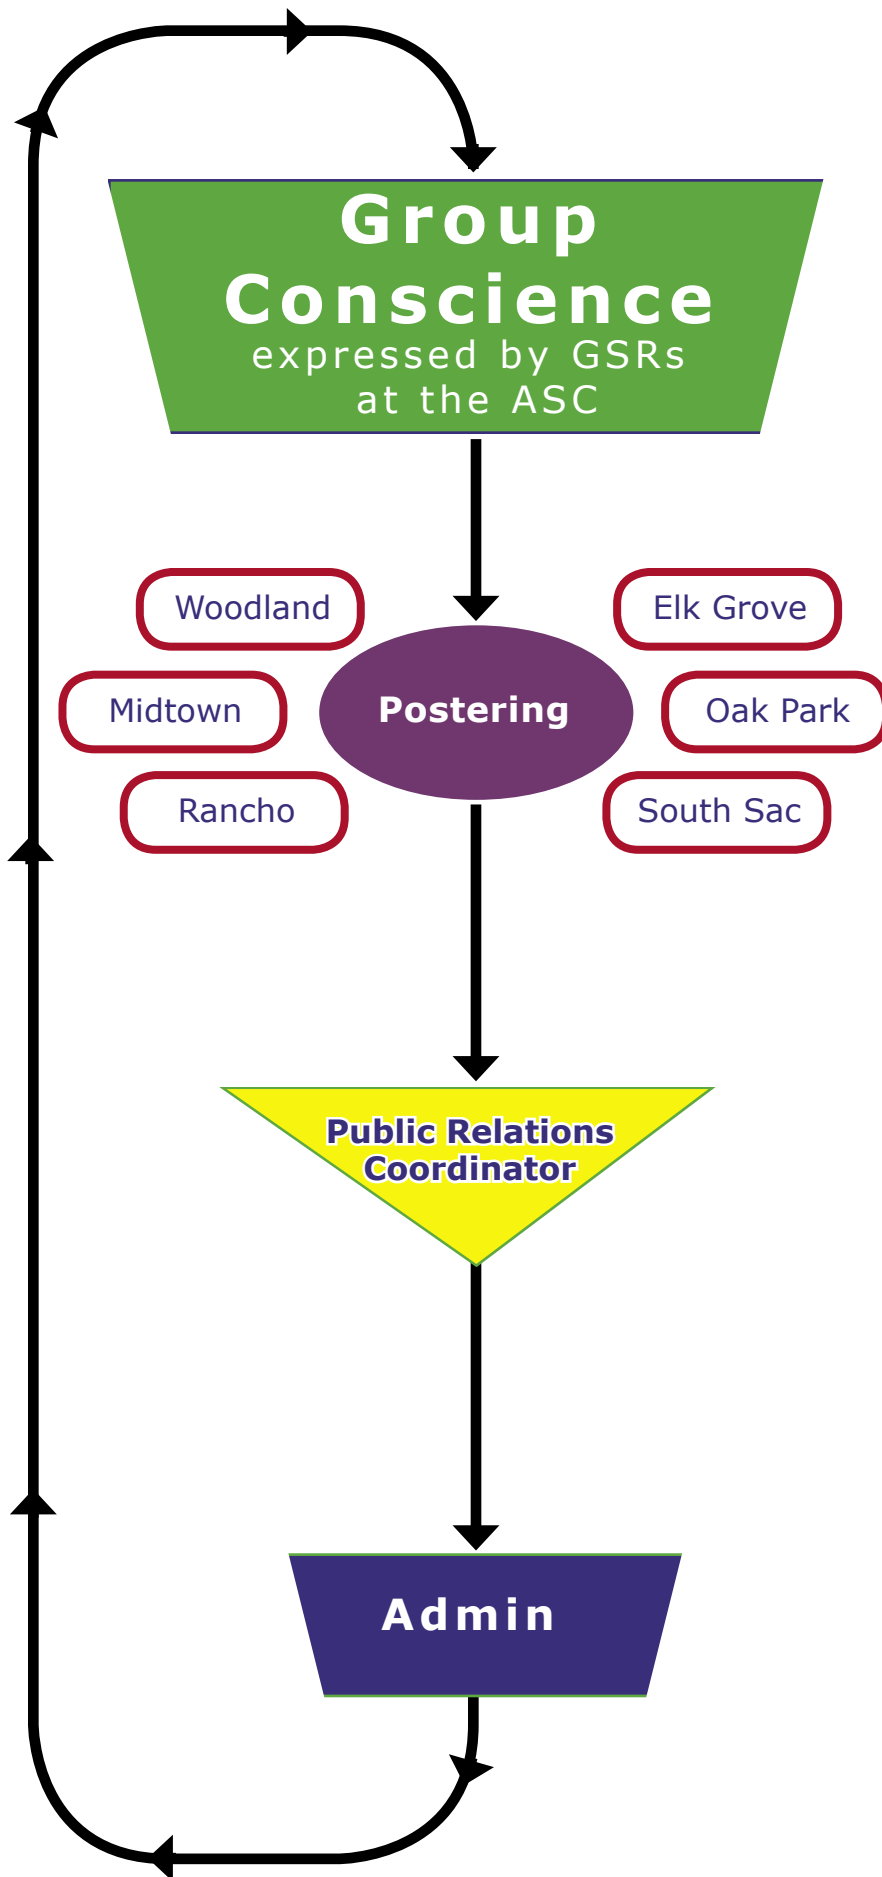 Group
Conscience
expressed by GSRs
at the ASC
Woodland
Elk Grove
Midtown
Postering
Oak Park
Rancho
South Sac
Public Relations
Coordinator
Admin